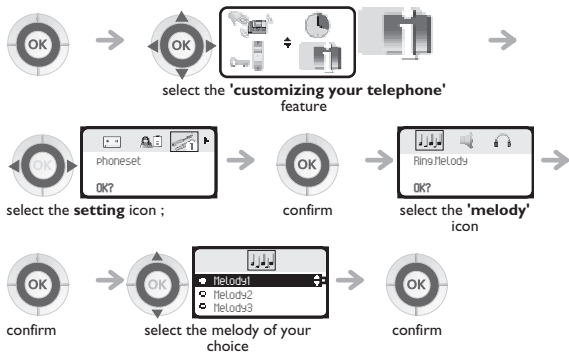 OK
OK
select the 'customizing your telephone'
feature
OK
phoneset
OK?
OK
Ring.Melody
OK?
select the setting icon ;
confirm
select the 'melody'
icon
OK
OK
Melody1
Melody2
Melody3
OK
confirm
select the melody of your
choice
confirm